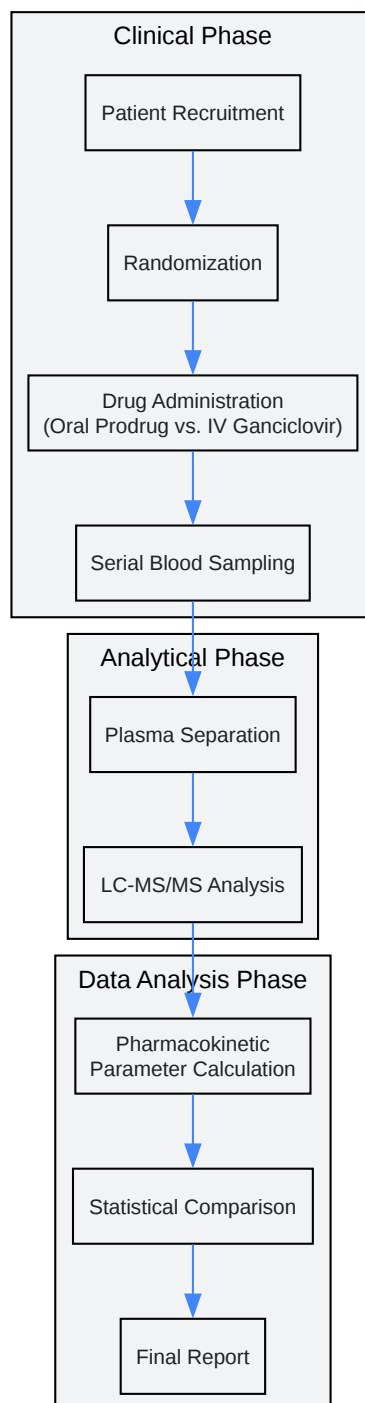 Clinical Phase
Patient Recruitment
Randomization
Drug Administration
(Oral Prodrug vs. IV Ganciclovir)
Serial Blood Sampling
Analytical Phase
Plasma Separation
LC-MS/MS Analysis
Data Analysis Phase
Pharmacokinetic
Parameter Calculation
Statistical Comparison
Final Report